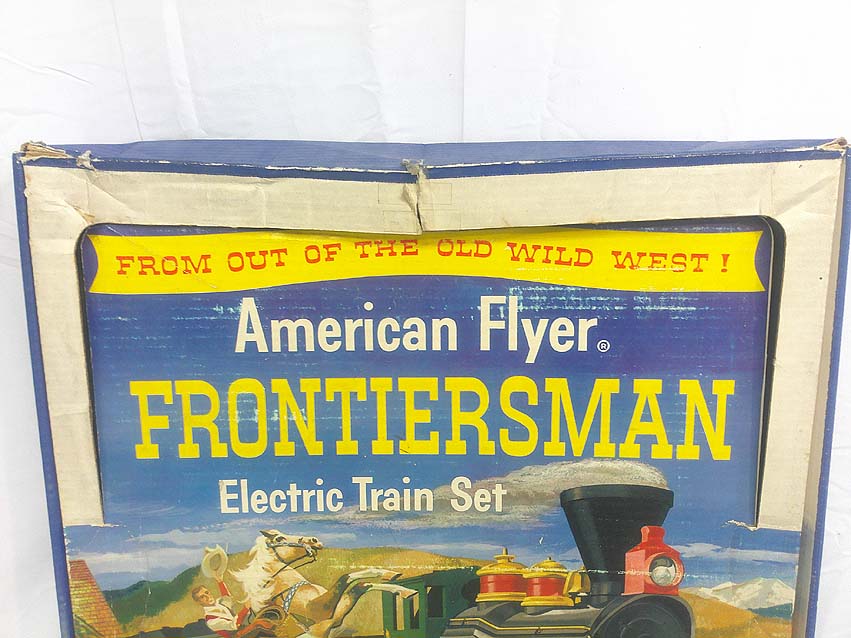 FROM OUT OF THE OLD WILD WEST!
American Flyer®
FRONTIERSMAN
Electric Train Set